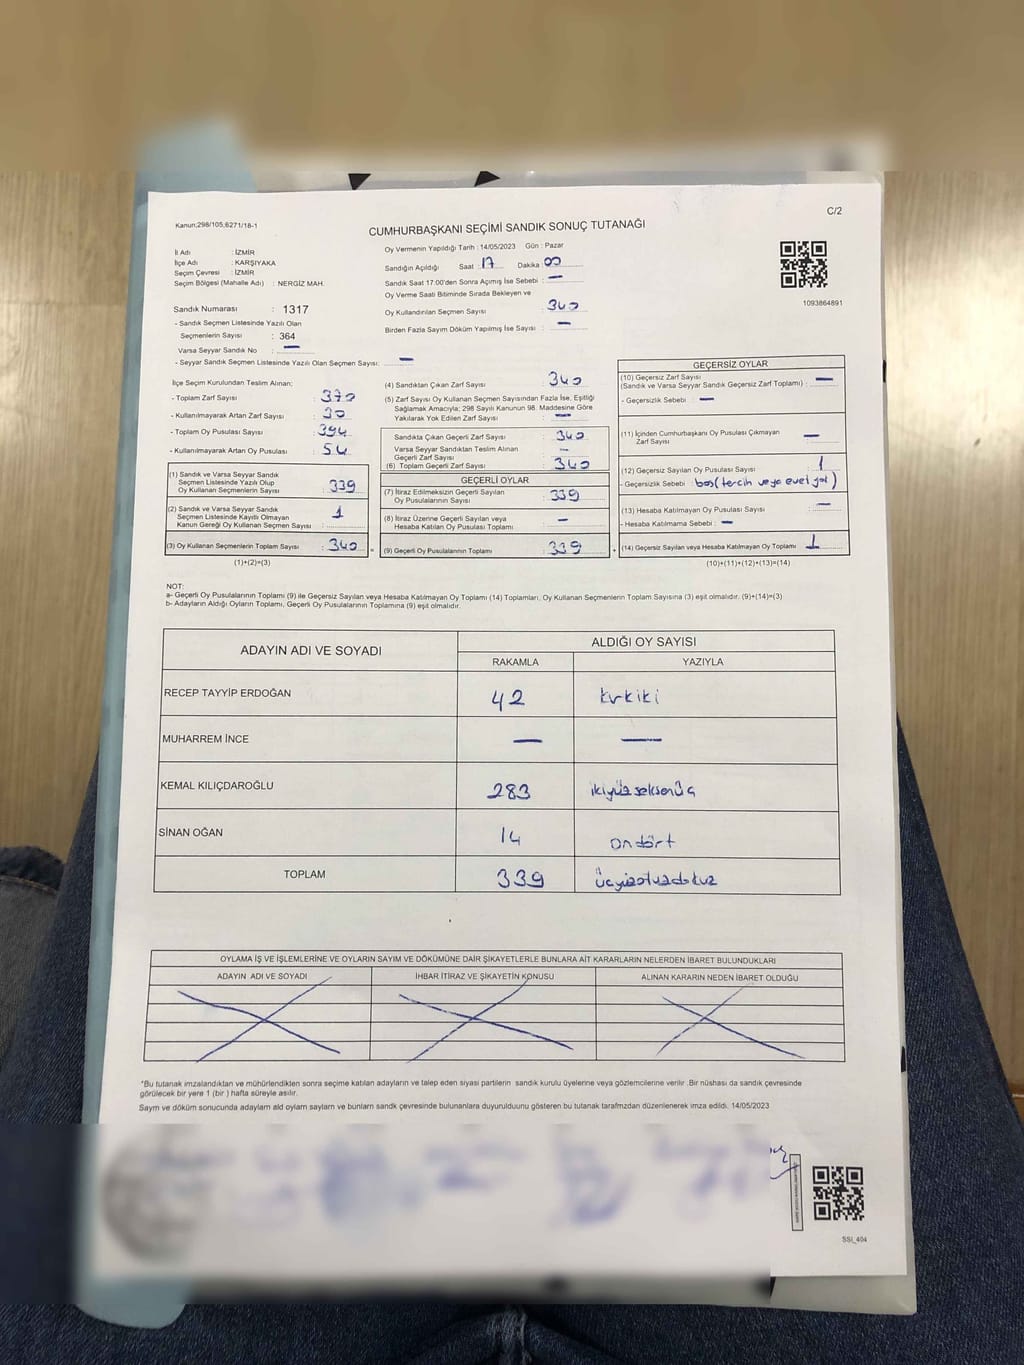 C/2
Kanun;298/105,6271/18-1
CUMHURBAŞKANI SEÇİMİ SANDIK SONUÇ TUTANAĞI
İl Adı : İZMİR
İlçe Adı : KARŞIYAKA
Seçim Çevresi : İZMİR
Seçim Bölgesi (Mahalle Adı) : NERGİZ MAH.
Oy Vermenin Yapıldığı Tarih : 14/05/2023 Gün : Pazar
Sandığın Açıldığı Saat : 17 Dakika : 00
Sandık Saat 17:00'den Sonra Açılmış İse Sebebi : —
Oy Verme Saati Bitiminde Sırada Bekleyen ve
Oy Kullandırılan Seçmen Sayısı : 340
Birden Fazla Sayım Döküm Yapılmış İse Sayısı : —
1093864891
Sandık Numarası : 1317
- Sandık Seçmen Listesinde Yazılı Olan
Seçmenlerin Sayısı : 364
Varsa Seyyar Sandık No : —
- Seyyar Sandık Seçmen Listesinde Yazılı Olan Seçmen Sayısı: —
İlçe Seçim Kurulundan Teslim Alınan;
- Toplam Zarf Sayısı : 370
- Kullanılmayarak Artan Zarf Sayısı : 30
- Toplam Oy Pusulası Sayısı : 394
- Kullanılmayarak Artan Oy Pusulası : 54
(1) Sandık ve Varsa Seyyar Sandık
Seçmen Listesinde Yazılı Olup
Oy Kullanan Seçmenlerin Sayısı : 339
(2) Sandık ve Varsa Seyyar Sandık
Seçmen Listesinde Kayıtlı Olmayan
Kanun Gereği Oy Kullanan Seçmen Sayısı : 1
(3) Oy Kullanan Seçmenlerin Toplam Sayısı : 340
(1)+(2)=(3)
(4) Sandıktan Çıkan Zarf Sayısı : 340
(5) Zarf Sayısı Oy Kullanan Seçmen Sayısından Fazla İse, Eşitliği
Sağlamak Amacıyla; 298 Sayılı Kanunun 98. Maddesine Göre
Yakılarak Yok Edilen Zarf Sayısı : —
Sandıkta Çıkan Geçerli Zarf Sayısı : 340
Varsa Seyyar Sandıktan Teslim Alınan
Geçerli Zarf Sayısı : —
(6) Toplam Geçerli Zarf Sayısı : 340
GEÇERLİ OYLAR
(7) İtiraz Edilmeksizin Geçerli Sayılan
Oy Pusulalarının Sayısı : 339
(8) İtiraz Üzerine Geçerli Sayılan veya
Hesaba Katılan Oy Pusulası Toplamı : —
(9) Geçerli Oy Pusulalarının Toplamı : 339
GEÇERSİZ OYLAR
(10) Geçersiz Zarf Sayısı
(Sandık ve Varsa Seyyar Sandık Geçersiz Zarf Toplamı) : —
- Geçersizlik Sebebi : —
(11) İçinden Cumhurbaşkanı Oy Pusulası Çıkmayan
Zarf Sayısı : —
(12) Geçersiz Sayılan Oy Pusulası Sayısı : 1
- Geçersizlik Sebebi : boş (tercih veya evet yok)
(13) Hesaba Katılmayan Oy Pusulası Sayısı : —
- Hesaba Katılmama Sebebi : —
(14) Geçersiz Sayılan veya Hesaba Katılmayan Oy Toplamı : 1
(10)+(11)+(12)+(13)=(14)
NOT:
a- Geçerli Oy Pusulalarının Toplamı (9) ile Geçersiz Sayılan veya Hesaba Katılmayan Oy Toplamı (14) Toplamları, Oy Kullanan Seçmenlerin Toplam Sayısına (3) eşit olmalıdır. (9)+(14)=(3)
b- Adayların Aldığı Oyların Toplamı, Geçerli Oy Pusulalarının Toplamına (9) eşit olmalıdır.
ADAYIN ADI VE SOYADI ALDIĞI OY SAYISI
RAKAMLA YAZIYLA
RECEP TAYYİP ERDOĞAN 42 kırkiki
MUHARREM İNCE — —
KEMAL KILIÇDAROĞLU 283 ikiyüzseksenüç
SİNAN OĞAN 14 ondört
TOPLAM 339 üçyüzotuzdokuz
OYLAMA İŞ VE İŞLEMLERİNE VE OYLARIN SAYIM VE DÖKÜMÜNE DAİR ŞİKAYETLERLE BUNLARA AİT KARARLARIN NELERDEN İBARET BULUNDUKLARI
ADAYIN ADI VE SOYADI İHBAR İTİRAZ VE ŞİKAYETİN KONUSU ALINAN KARARIN NEDEN İBARET OLDUĞU
*Bu tutanak imzalandıktan ve mühürlendikten sonra seçime katılan adayların ve talep eden siyasi partilerin sandık kurulu üyelerine veya gözlemcilerine verilir .Bir nüshası da sandık çevresinde
görülecek bir yere 1 (bir ) hafta süreyle asılır.
Sayım ve döküm sonucunda adaylam ald oylam saylam ve bunlarn sandk çevresinde bulunanlara duyurulduunu gösteren bu tutanak tarafmzdan düzenlenerek imza edildi. 14/05/2023
SSI_404